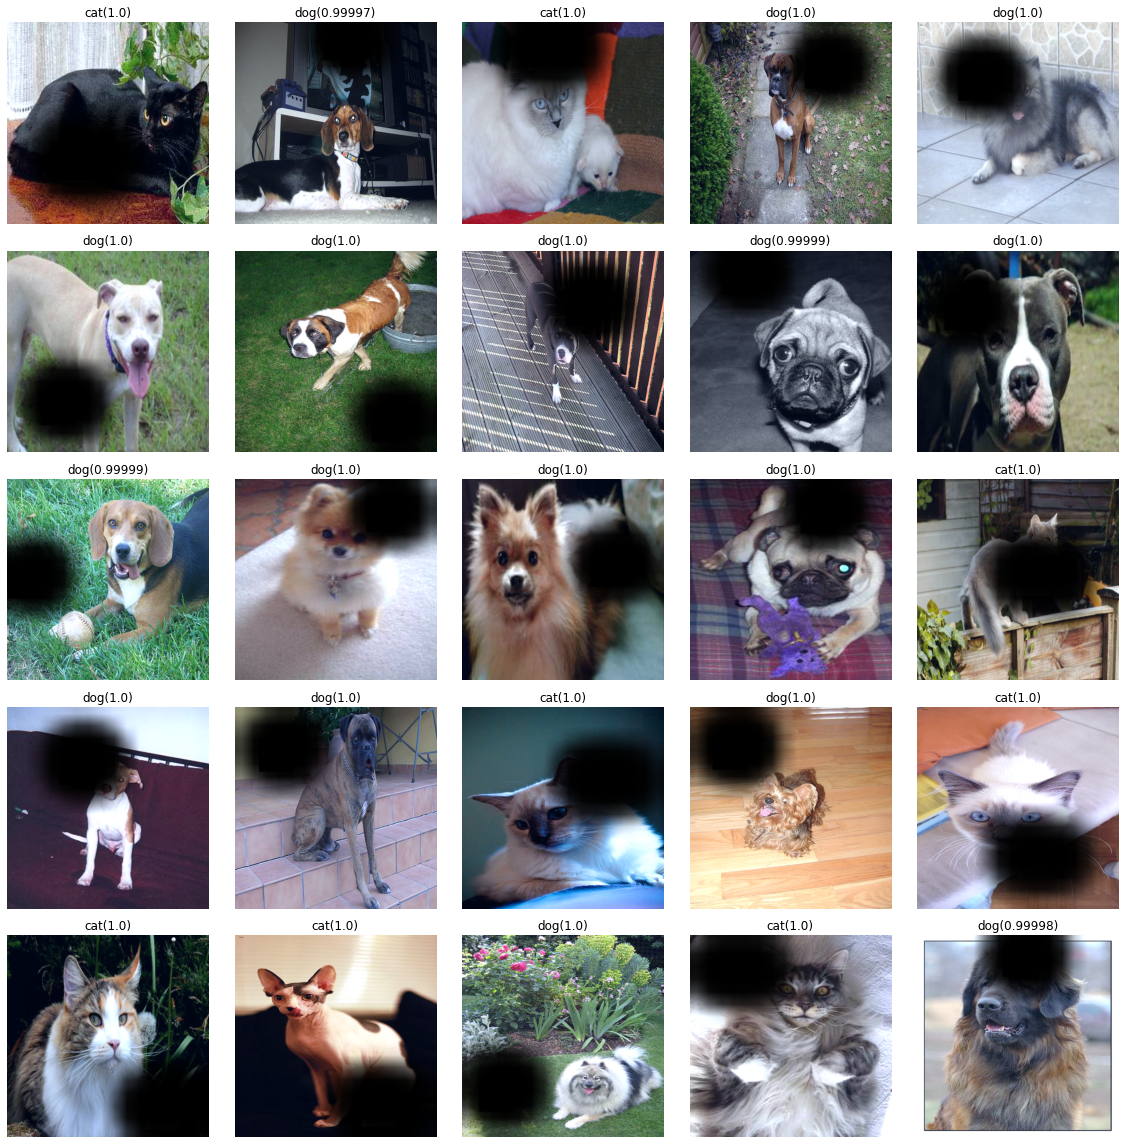 cat(1.0) dog(0.99997) cat(1.0) dog(1.0) dog(1.0)
dog(1.0) dog(1.0) dog(1.0) dog(0.99999) dog(1.0)
dog(0.99999) dog(1.0) dog(1.0) dog(1.0) cat(1.0)
dog(1.0) dog(1.0) cat(1.0) dog(1.0) cat(1.0)
cat(1.0) cat(1.0) dog(1.0) cat(1.0) dog(0.99998)